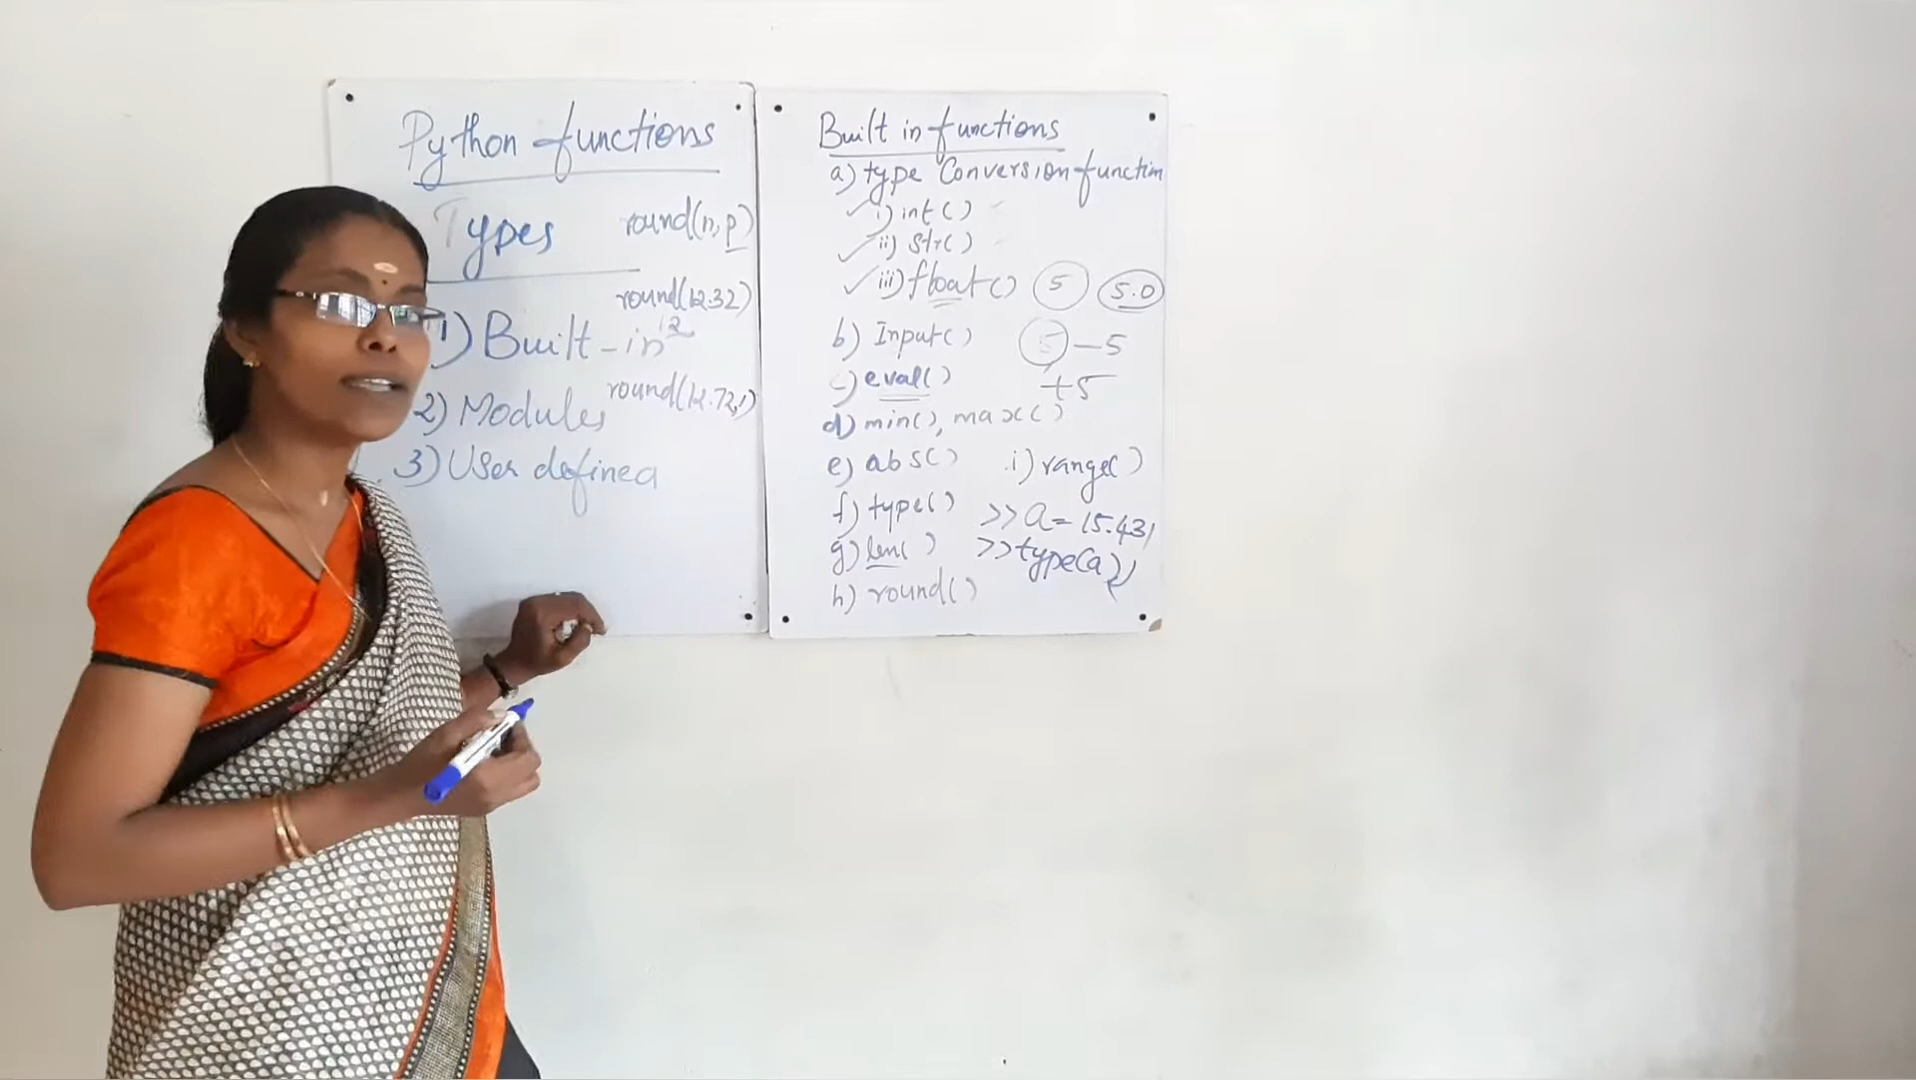 Python functions
Types
round(n, p)
round(12.32)
12
1) Built-in
round(12.72,1)
2) Modules
3) User defined
Built in functions
a) type Conversion function
i) int()
ii) str()
iii) float() 5 5.0
b) Input() 5 - 5
+5
c) eval()
d) min(), max()
e) abs() i) range()
f) type() >> a = 15.431
g) len() >> type(a)
h) round()